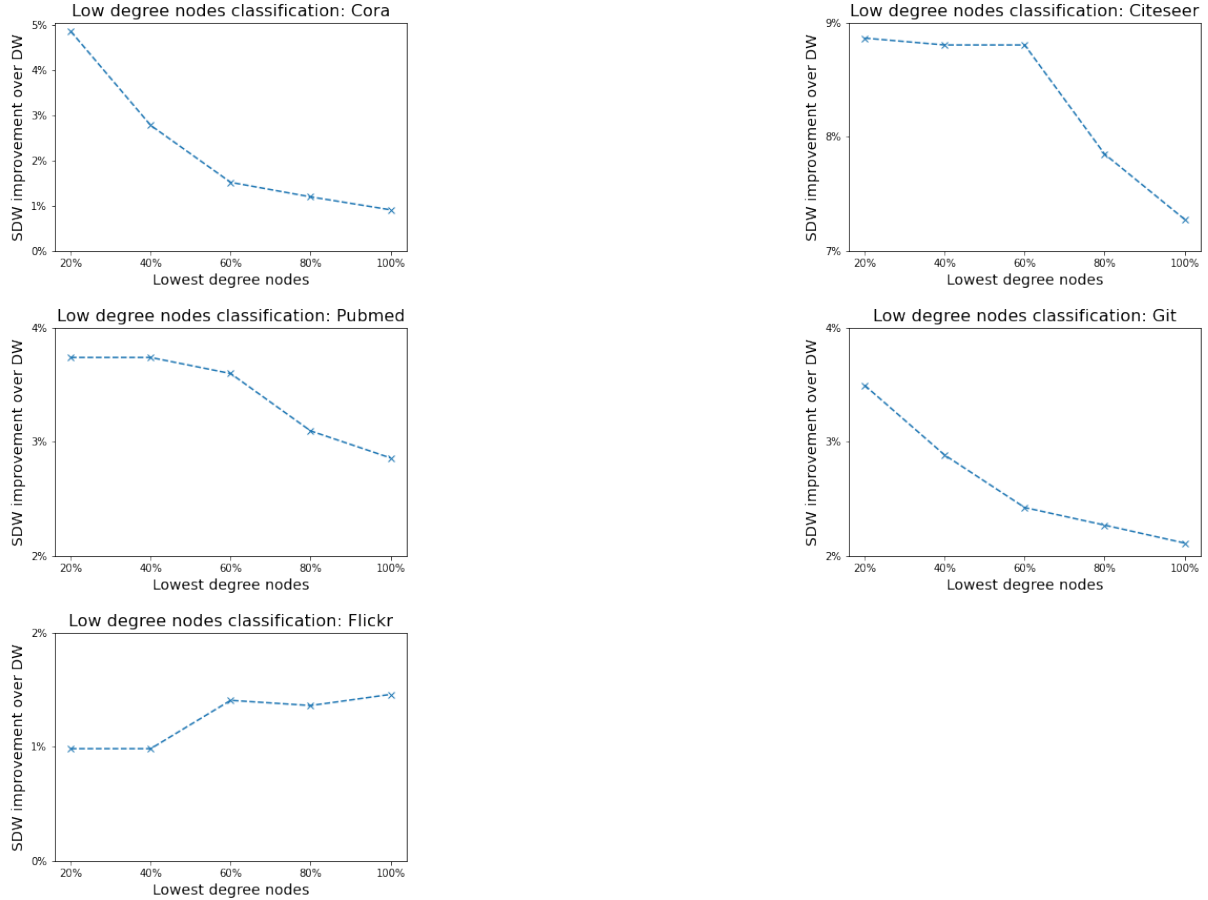 Low degree nodes classification: Cora
SDW improvement over DW
5%
4%
3%
2%
1%
0%
20% 40% 60% 80% 100%
Lowest degree nodes
Low degree nodes classification: Citeseer
SDW improvement over DW
9%
8%
7%
20% 40% 60% 80% 100%
Lowest degree nodes
Low degree nodes classification: Pubmed
SDW improvement over DW
4%
3%
2%
20% 40% 60% 80% 100%
Lowest degree nodes
Low degree nodes classification: Git
SDW improvement over DW
4%
3%
2%
20% 40% 60% 80% 100%
Lowest degree nodes
Low degree nodes classification: Flickr
SDW improvement over DW
2%
1%
0%
20% 40% 60% 80% 100%
Lowest degree nodes